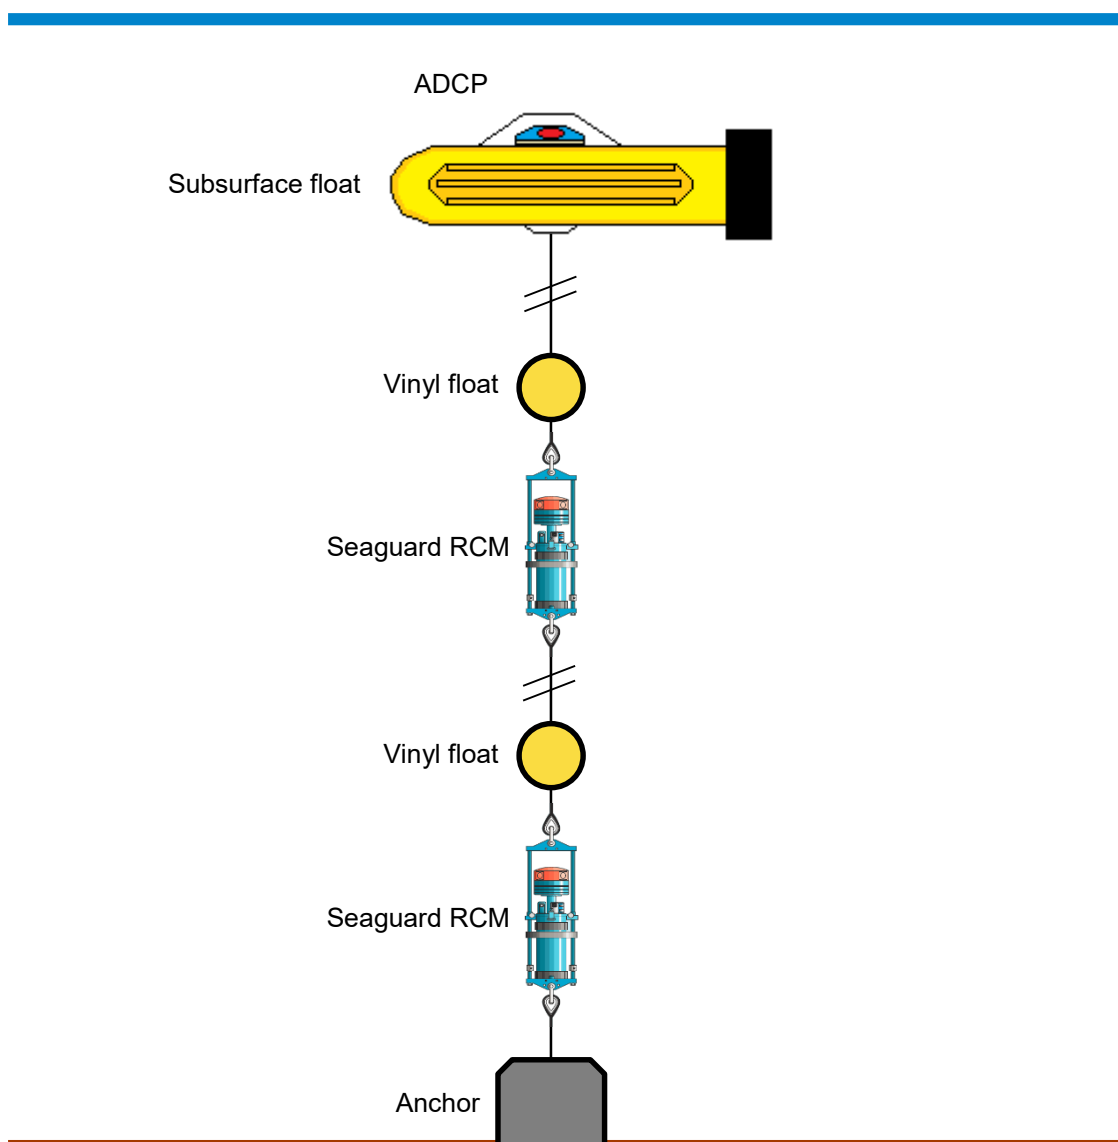 ADCP
Subsurface float
Vinyl float
Seaguard RCM
Vinyl float
Seaguard RCM
Anchor